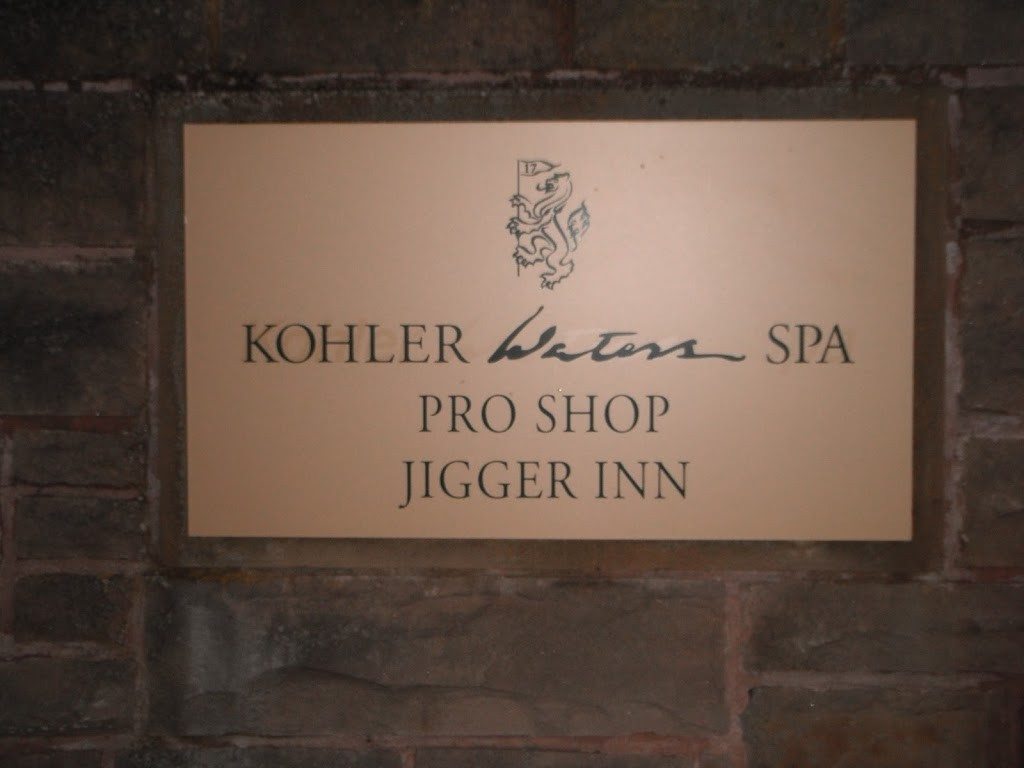 17
KOHLER Waters SPA
PRO SHOP
JIGGER INN